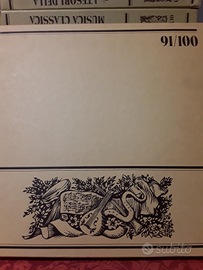 I TESORI DELLA
MUSICA CLASSICA
91/100
subito